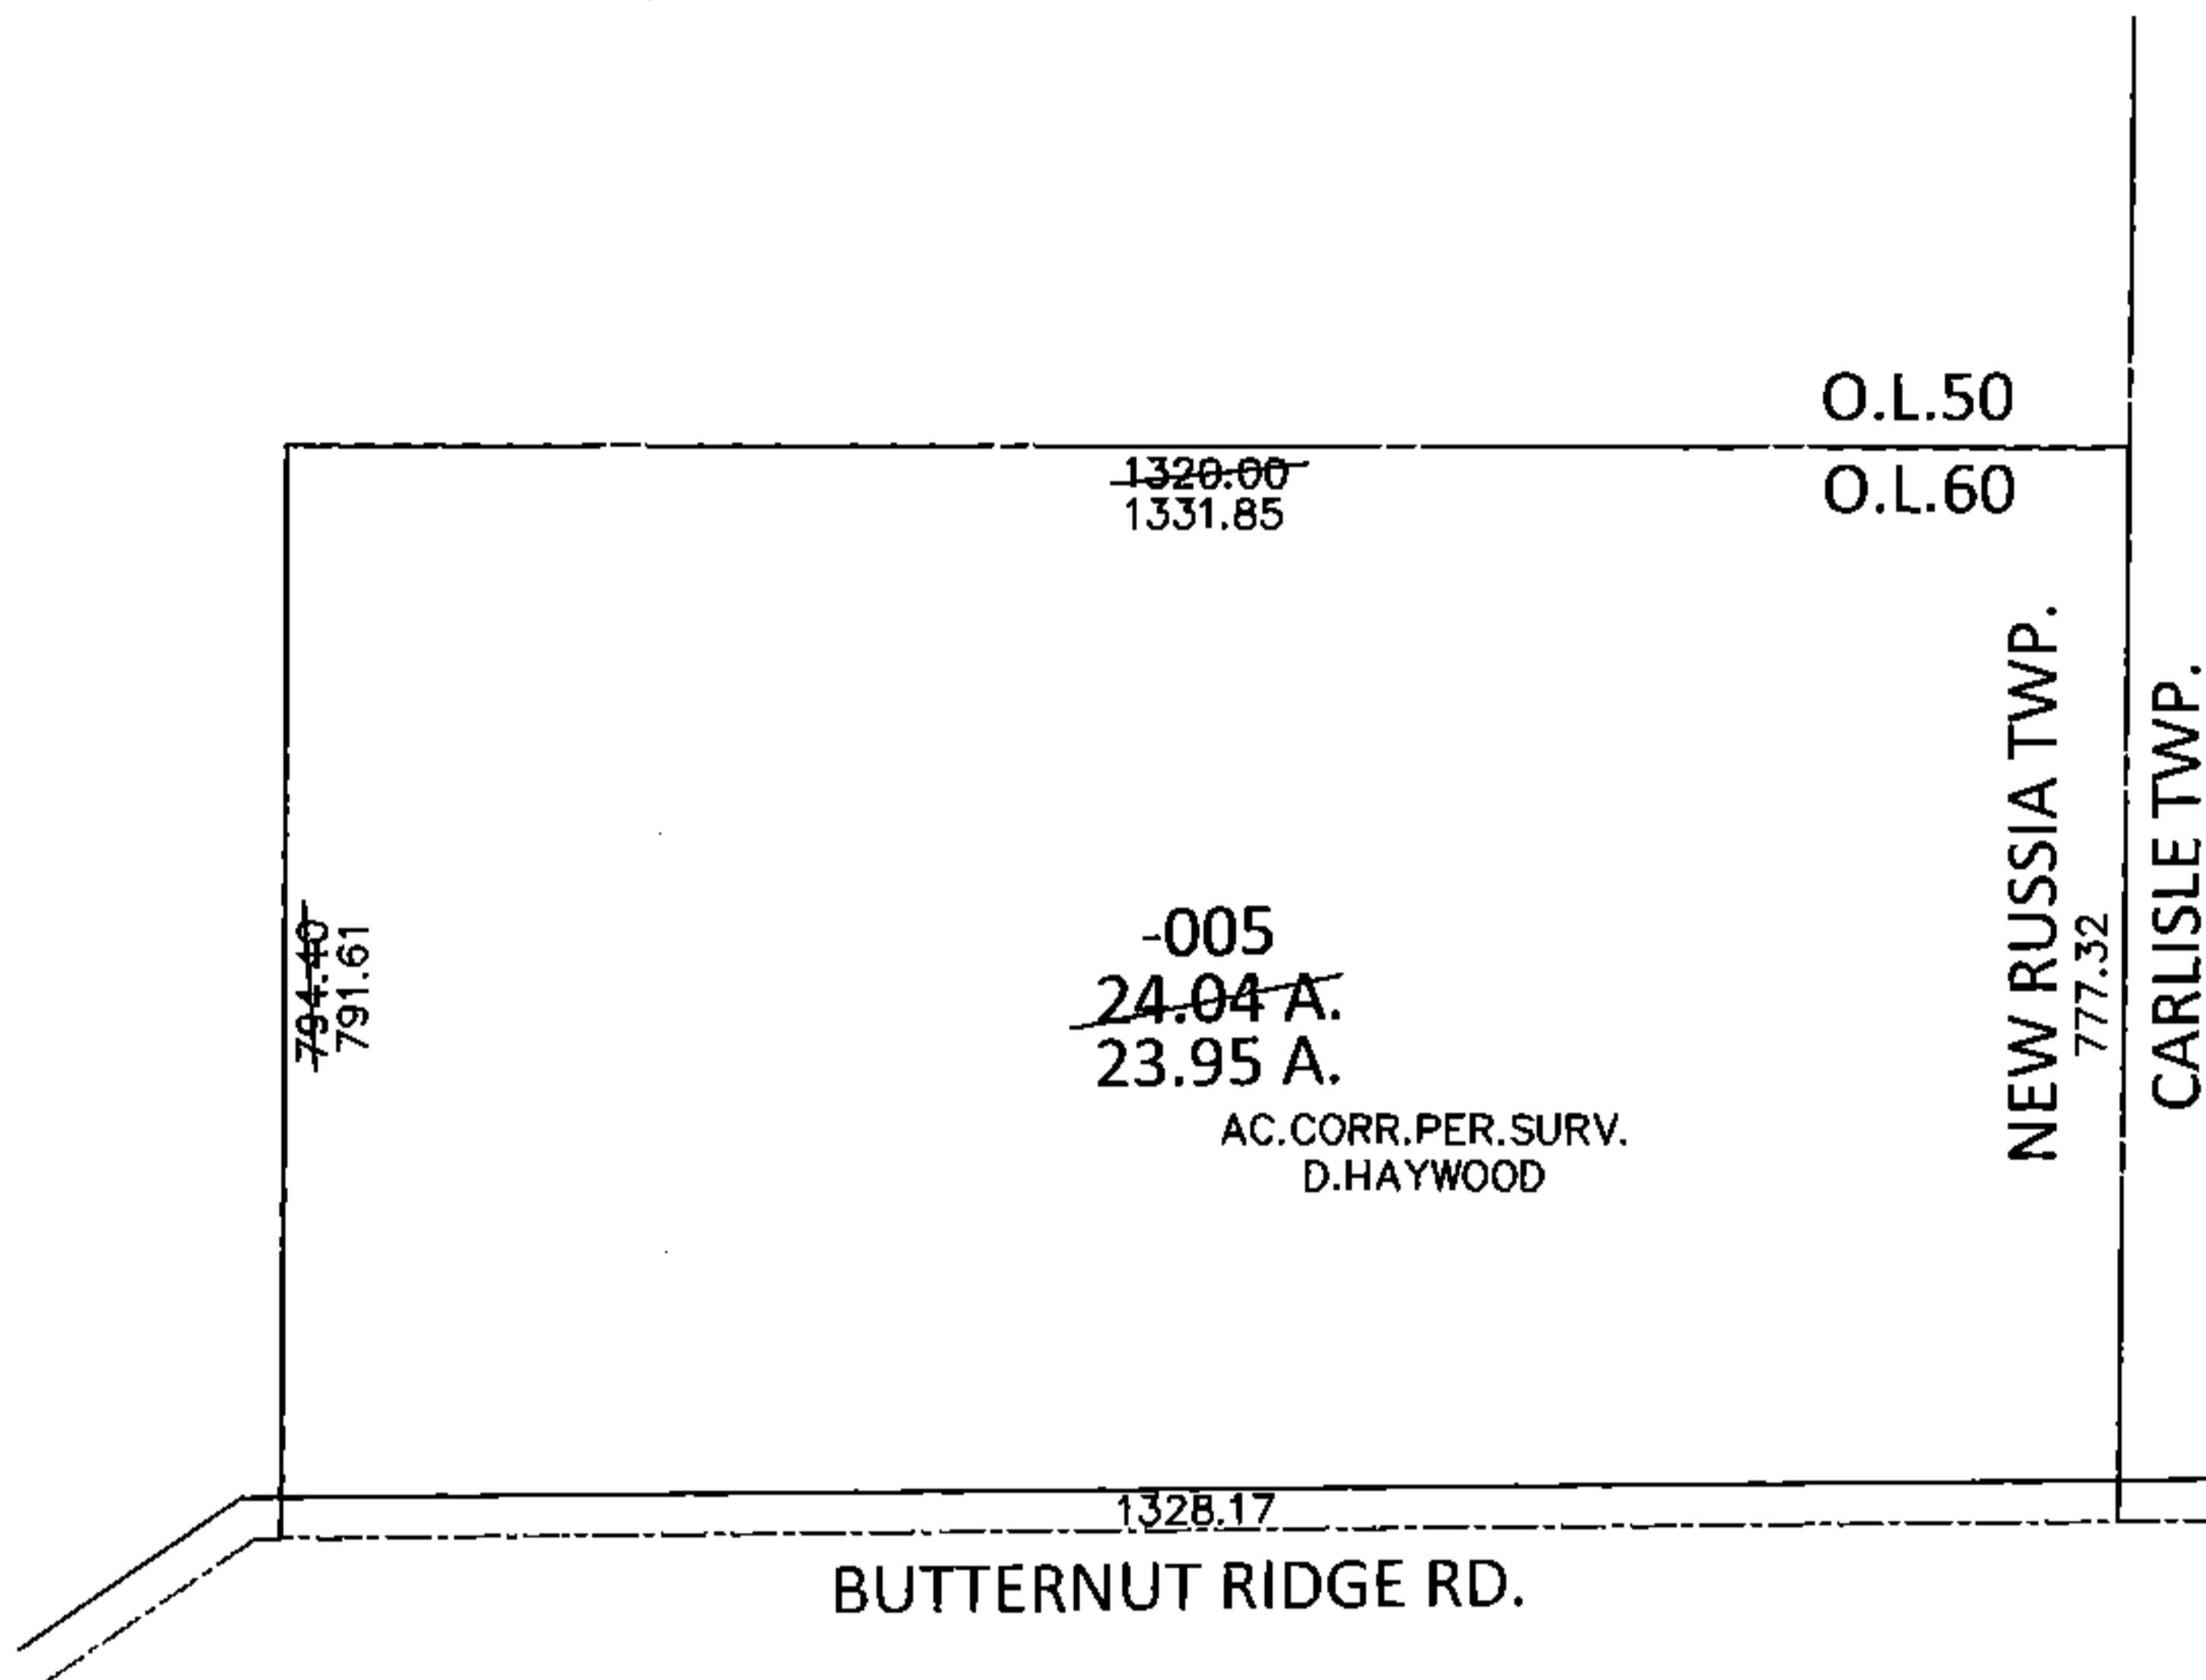 O.L.50
1320.00
1331.85
O.L.60
NEW RUSSIA TWP.
777.32
CARLISLE TWP.
794.40
791.61
-005
24.04 A.
23.95 A.
AC.CORR.PER.SURV.
D.HAYWOOD
1328.17
BUTTERNUT RIDGE RD.